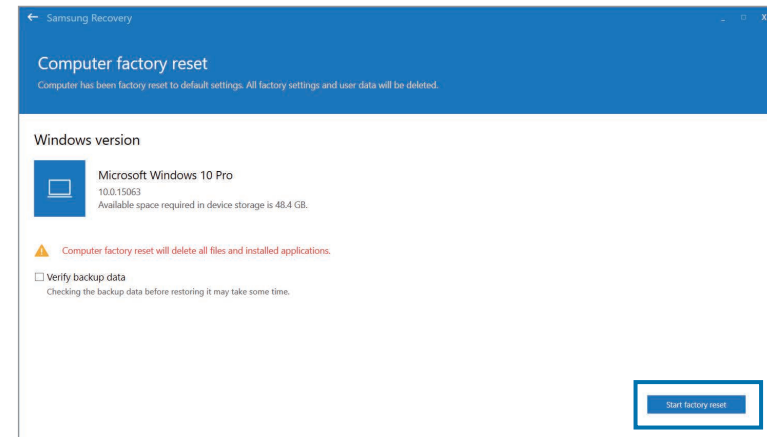 Samsung Recovery
Computer factory reset
Computer has been factory reset to default settings. All factory settings and user data will be deleted.
Windows version
Microsoft Windows 10 Pro
10.0.15063
Available space required in device storage is 48.4 GB.
Computer factory reset will delete all files and installed applications.
Verify backup data
Checking the backup data before restoring it may take some time.
Start factory reset